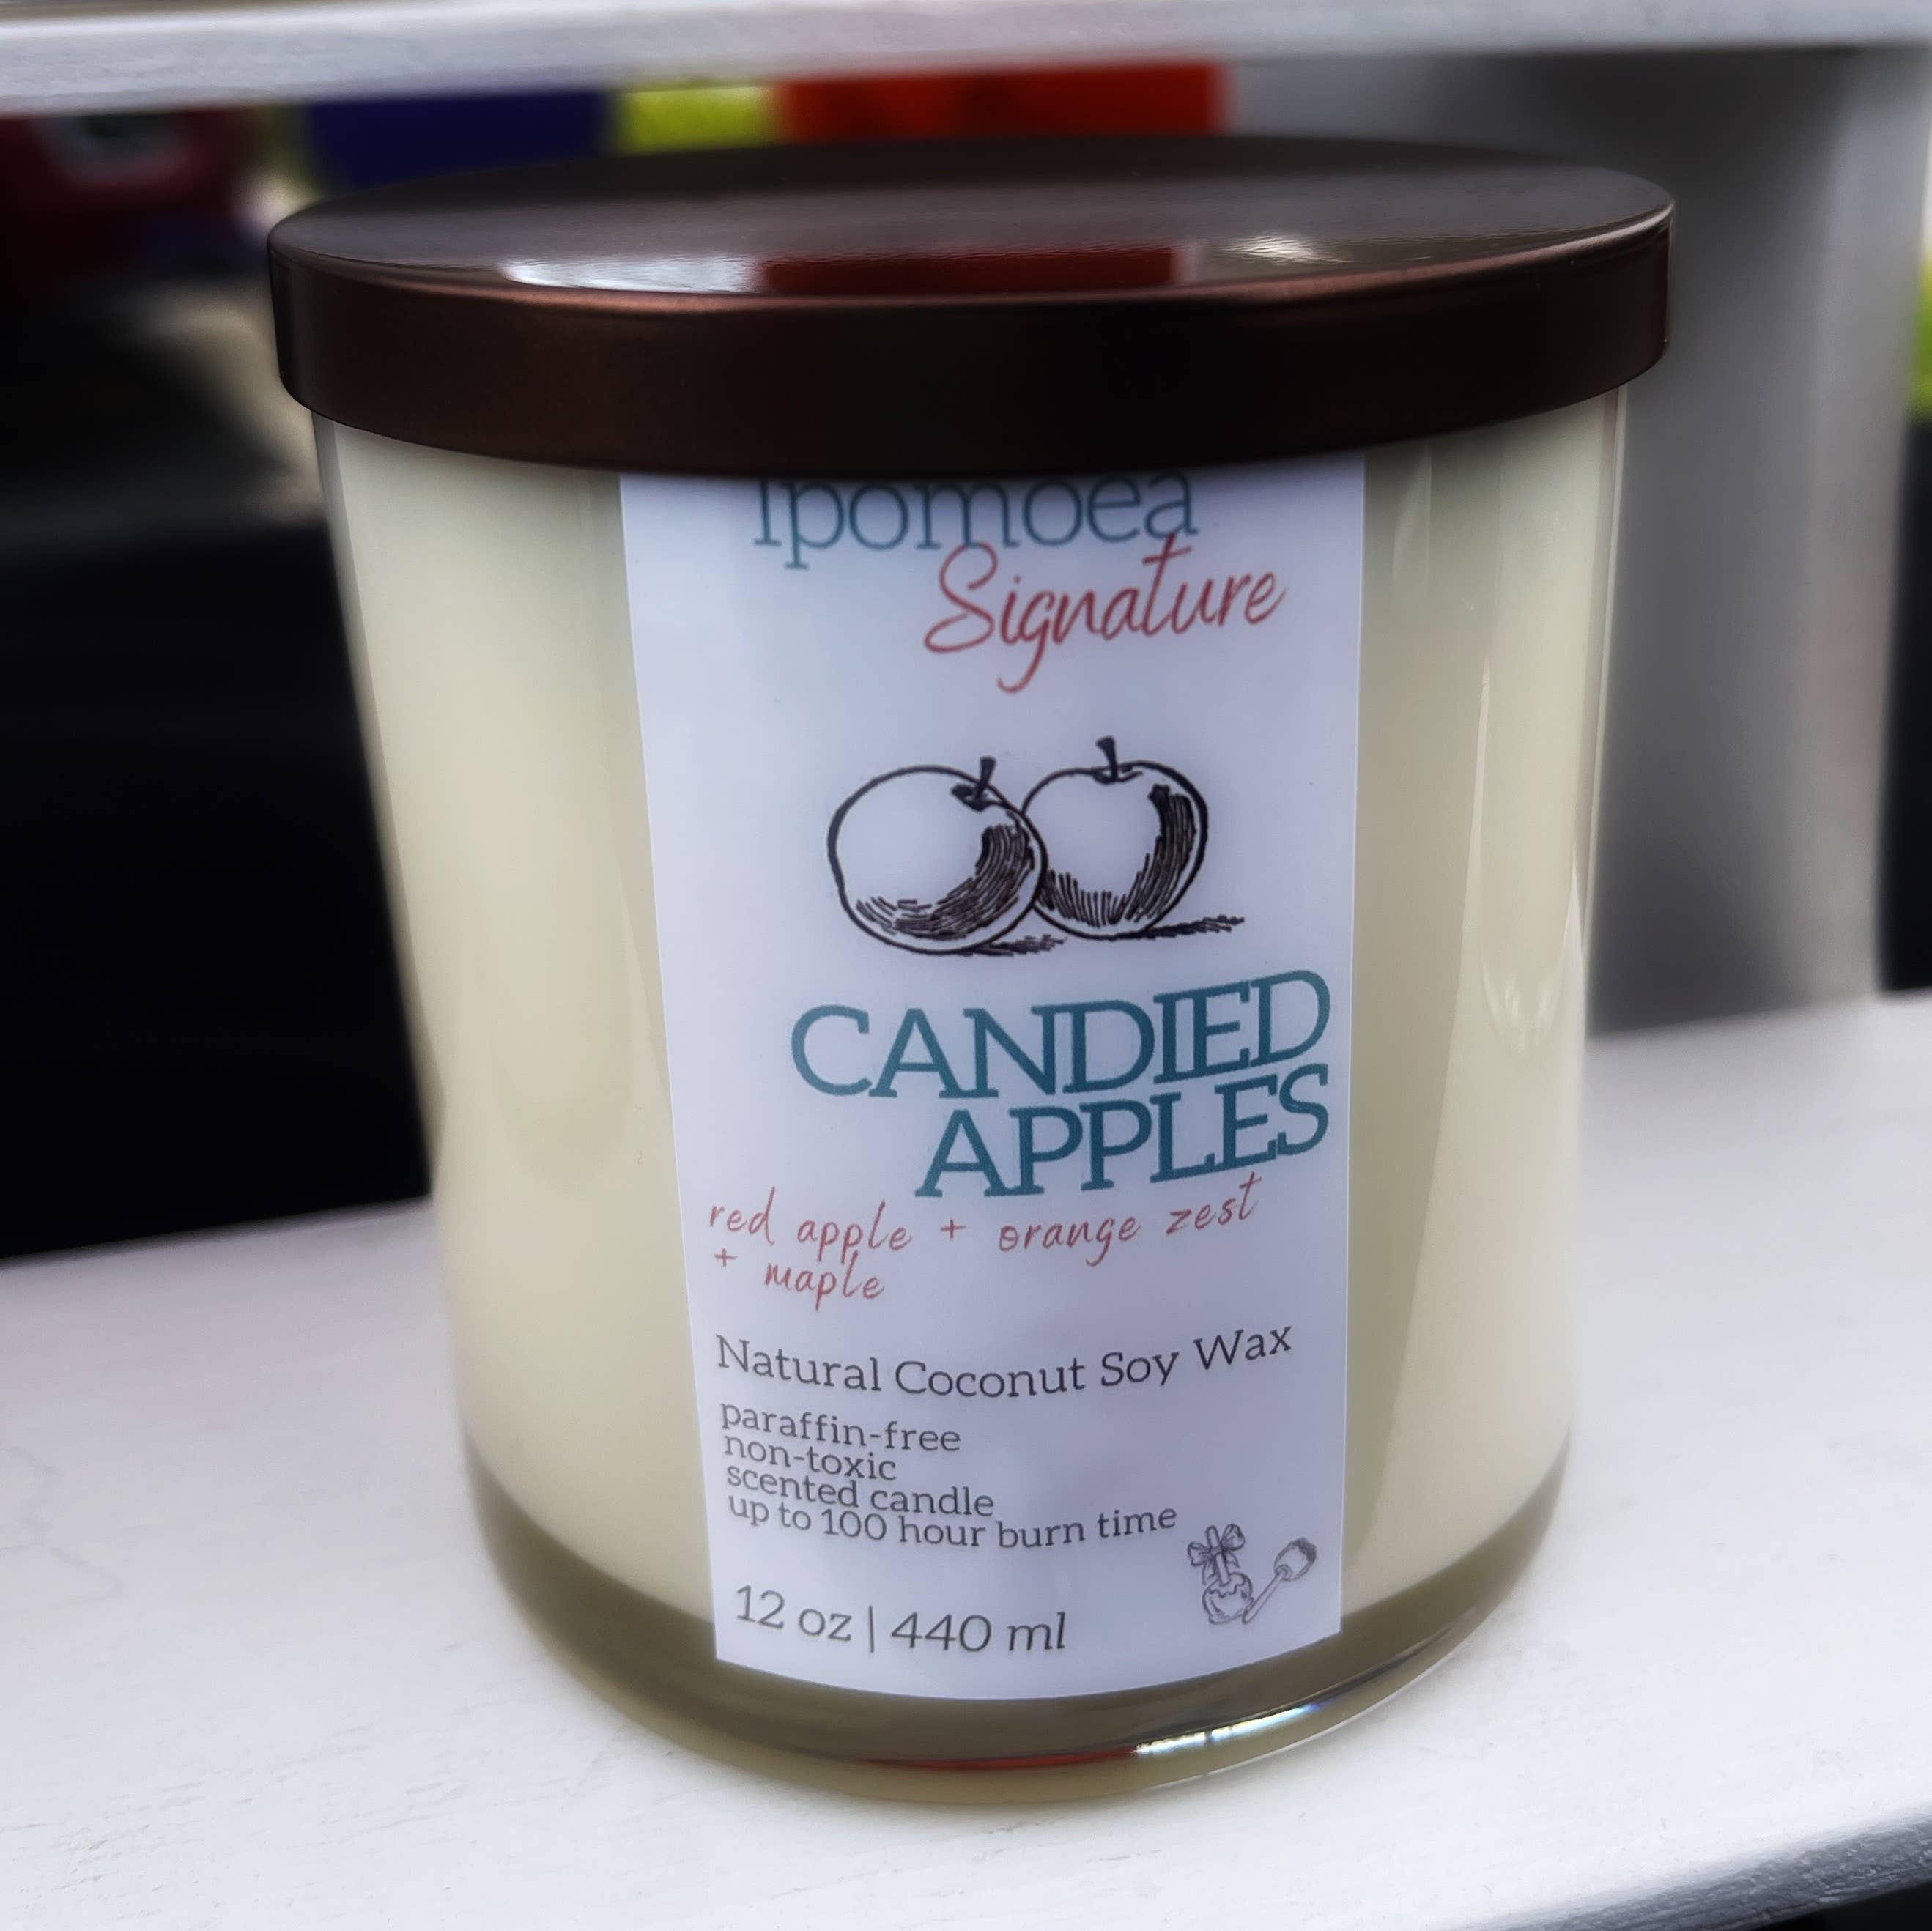 Ipomoea
Signature
CANDIED
APPLES
red apple + orange zest
+ maple
Natural Coconut Soy Wax
paraffin-free
non-toxic
scented candle
up to 100 hour burn time
12 oz | 440 ml